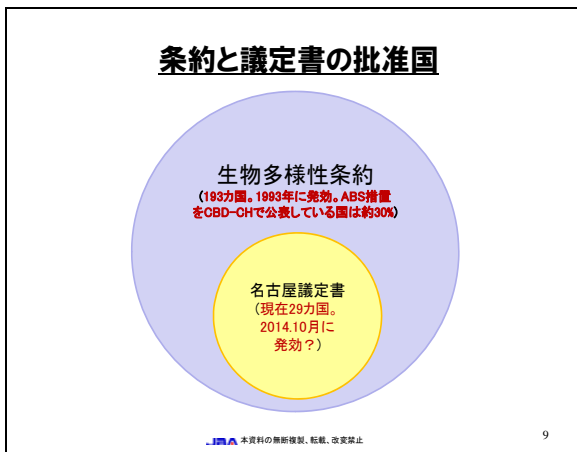 条約と議定書の批准国
生物多様性条約
(193カ国。1993年に発効。ABS措置
をCBD-CHで公表している国は約30%)
名古屋議定書
(現在29カ国。
2014.10月に
発効？)
JBA 本資料の無断複製、転載、改変禁止
9